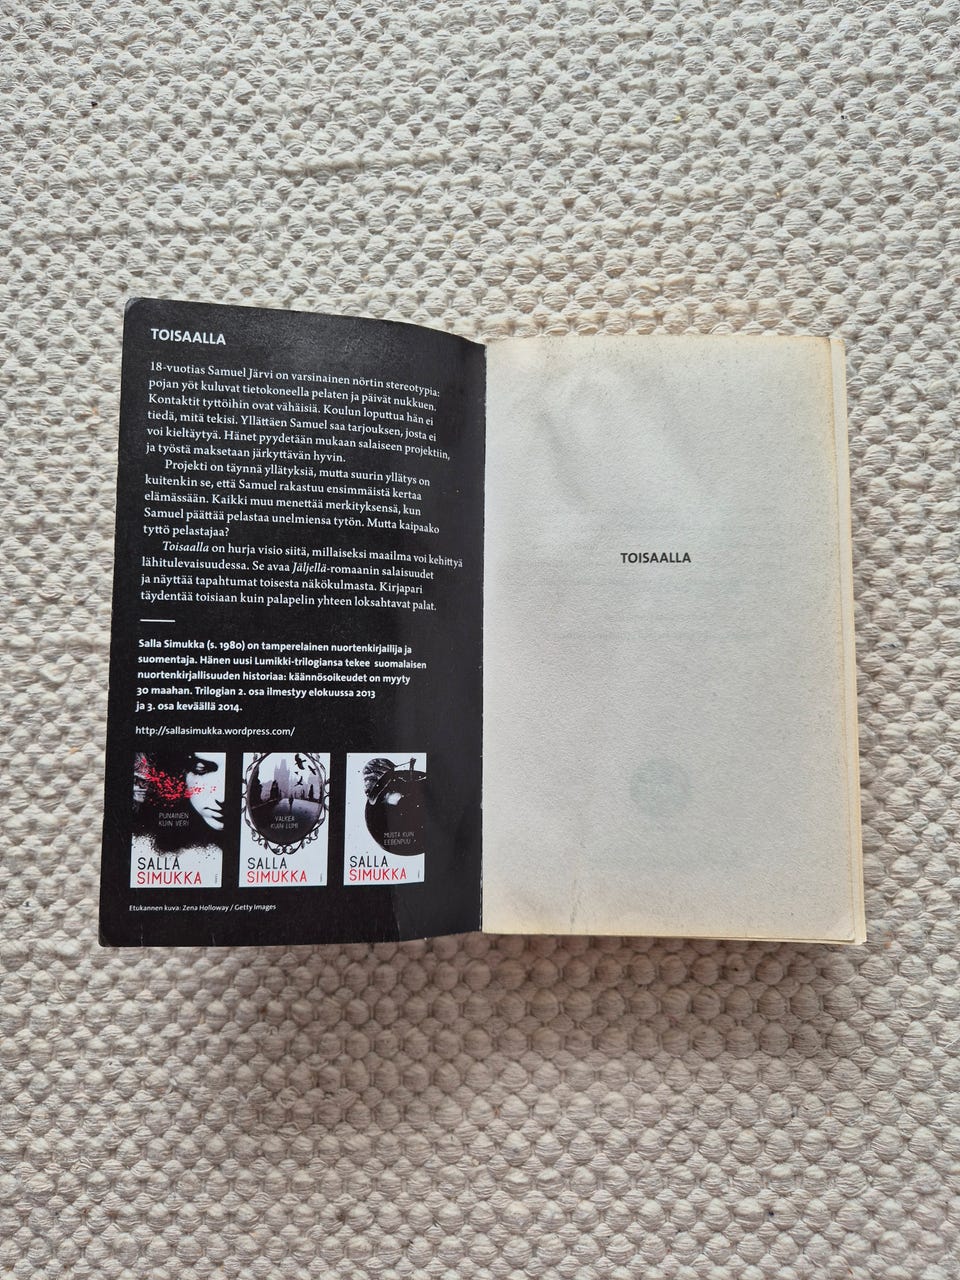 TOISAALLA
18-vuotias Samuel Järvi on varsinainen nörtin stereotypia:
pojan yöt kuluvat tietokoneella pelaten ja päivät nukkuen.
Kontaktit tyttöihin ovat vähäisiä. Koulun loputtua hän ei
tiedä, mitä tekisi. Yllättäen Samuel saa tarjouksen, josta ei
voi kieltäytyä. Hänet pyydetään mukaan salaiseen projektiin,
ja työstä maksetaan järkyttävän hyvin.
Projekti on täynnä yllätyksiä, mutta suurin yllätys on
kuitenkin se, että Samuel rakastuu ensimmäistä kertaa
elämässään. Kaikki muu menettää merkityksensä, kun
Samuel päättää pelastaa unelmiensa tytön. Mutta kaipaako
tyttö pelastajaa?
Toisaalla on hurja visio siitä, millaiseksi maailma voi kehittyä
lähitulevaisuudessa. Se avaa Jäljellä-romaanin salaisuudet
ja näyttää tapahtumat toisesta näkökulmasta. Kirjapari
täydentää toisiaan kuin palapelin yhteen loksahtavat palat.
Salla Simukka (s. 1980) on tamperelainen nuortenkirjailija ja
suomentaja. Hänen uusi Lumikki-trilogiansa tekee suomalaisen
nuortenkirjallisuuden historiaa: käännösoikeudet on myyty
30 maahan. Trilogian 2. osa ilmestyy elokuussa 2013
ja 3. osa keväällä 2014.
http://sallasimukka.wordpress.com/
PUNAINEN
KUIN VERI
SALLA
SIMUKKA
VALKEA
KUIN LUMI
SALLA
SIMUKKA
MUSTA KUIN
EEBENPUU
SALLA
SIMUKKA
Etukannen kuva: Zena Holloway / Getty Images
TOISAALLA